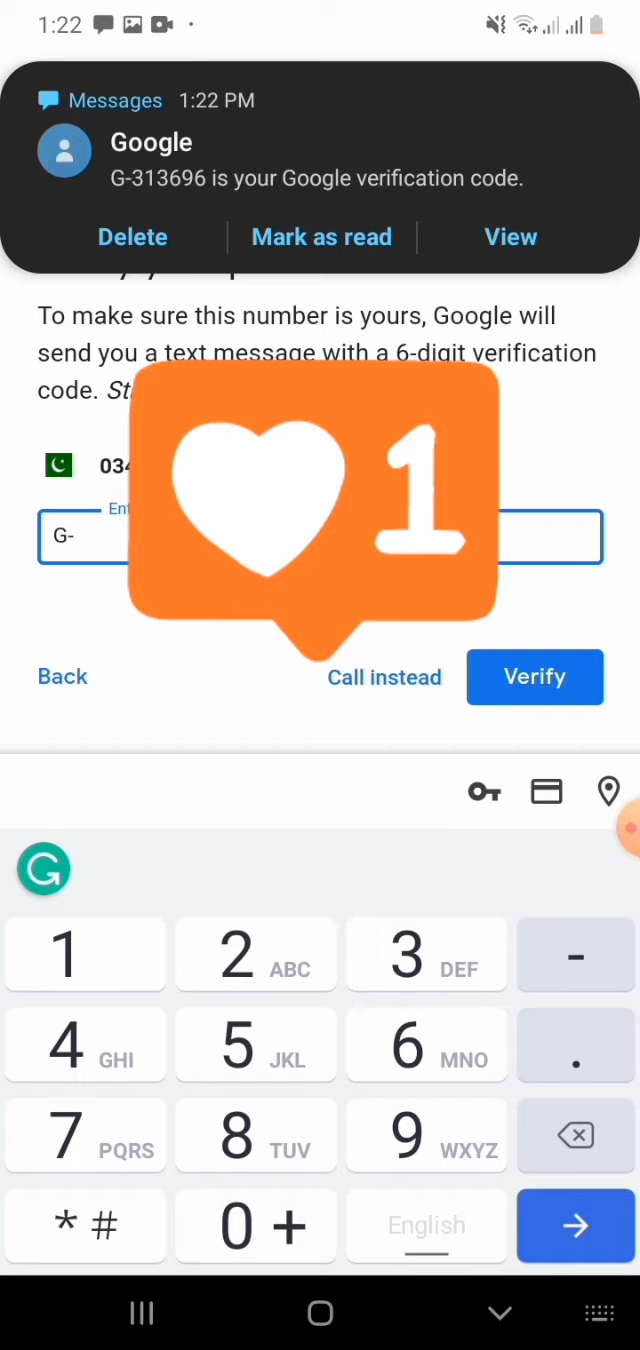 1:22
Messages 1:22 PM
Google
G-313696 is your Google verification code.
Delete Mark as read View
To make sure this number is yours, Google will
send you a text message with a 6-digit verification
code.
034
G-
1
Back Call instead Verify
1 2 ABC 3 DEF -
4 GHI 5 JKL 6 MNO .
7 PQRS 8 TUV 9 WXYZ
* # 0 + English